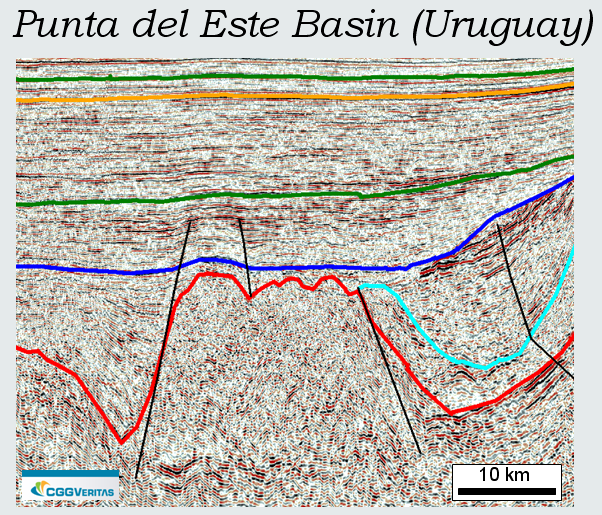 Punta del Este Basin (Uruguay)
CGGVERITAS
10 km